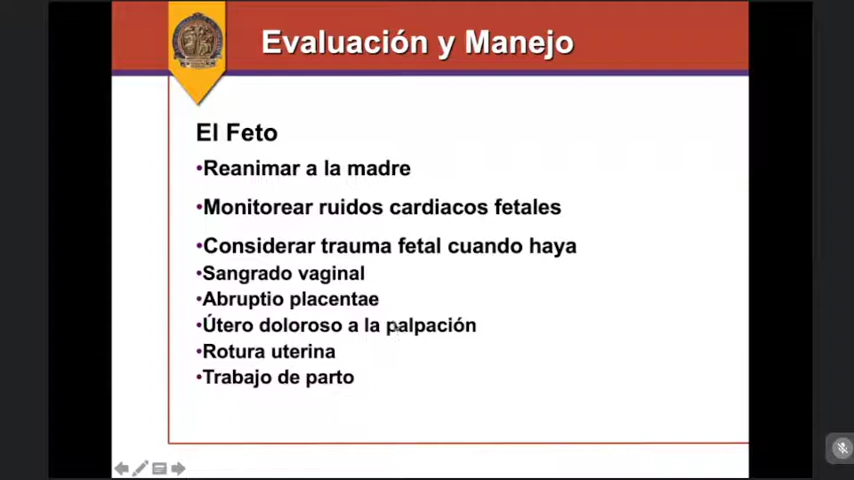 Evaluación y Manejo
El Feto
•Reanimar a la madre
•Monitorear ruidos cardiacos fetales
•Considerar trauma fetal cuando haya
•Sangrado vaginal
•Abruptio placentae
•Útero doloroso a la palpación
•Rotura uterina
•Trabajo de parto